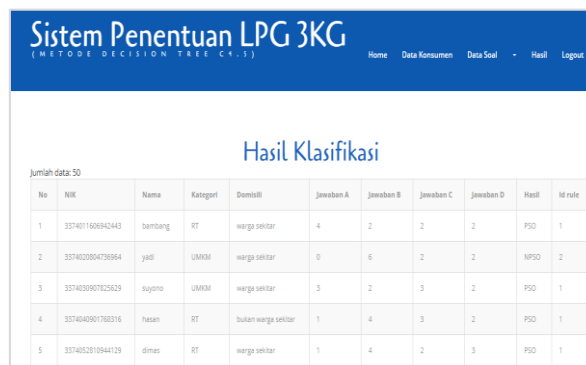 Sistem Penentuan LPG 3KG
(METODE DECISION TREE C4.5)
Home Data Konsumen Data Soal Hasil Logout
Hasil Klasifikasi
Jumlah data: 50
No NIK Nama Kategori Domisili Jawaban A Jawaban B Jawaban C Jawaban D Hasil Id rule
1 3374011606942443 bambang RT warga sekitar 4 2 2 2 PSO 1
2 3374020804736964 yadi UMKM warga sekitar 0 6 2 2 NPSO 2
3 3374030907825629 suyono UMKM warga sekitar 3 2 3 2 PSO 1
4 3374040901768316 hasan RT bukan warga sekitar 1 4 3 2 PSO 1
5 3374052810944129 dimas RT warga sekitar 1 4 2 3 PSO 1